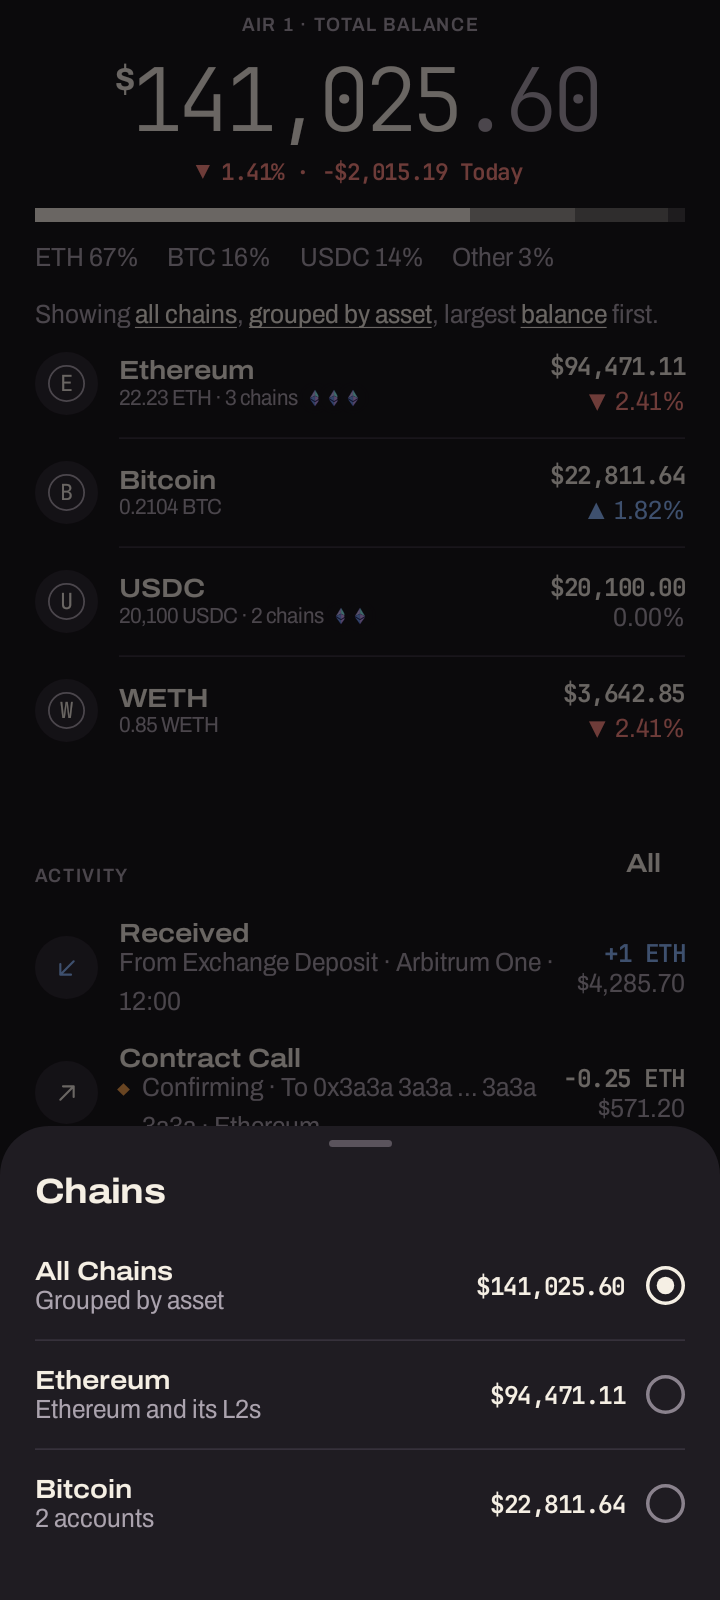 AIR 1 · TOTAL BALANCE
$141,025.60
▼ 1.41% · -$2,015.19 Today
ETH 67% BTC 16% USDC 14% Other 3%
Showing all chains, grouped by asset, largest balance first.
E
Ethereum
22.23 ETH · 3 chains
$94,471.11
▼ 2.41%
B
Bitcoin
0.2104 BTC
$22,811.64
▲ 1.82%
U
USDC
20,100 USDC · 2 chains
$20,100.00
0.00%
W
WETH
0.85 WETH
$3,642.85
▼ 2.41%
ACTIVITY
All
Received
From Exchange Deposit · Arbitrum One ·
12:00
+1 ETH
$4,285.70
Contract Call
Confirming · To 0x3a3a 3a3a ... 3a3a
3a3a · Ethereum
-0.25 ETH
$571.20
Chains
All Chains
Grouped by asset
$141,025.60
Ethereum
Ethereum and its L2s
$94,471.11
Bitcoin
2 accounts
$22,811.64